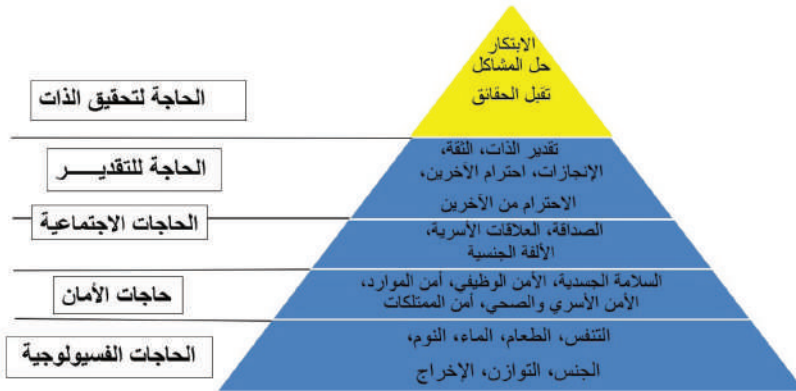 الابتكار
حل المشاكل
تقبل الحقائق
الحاجة لتحقيق الذات
تقدير الذات، الثقة،
الإنجازات، احترام الآخرين،
الاحترام من الآخرين
الحاجة للتقديـــــر
الصداقة، العلاقات الأسرية،
الألفة الجنسية
الحاجات الاجتماعية
السلامة الجسدية، الأمن الوظيفي، أمن الموارد،
الأمن الأسري والصحي، أمن الممتلكات
حاجات الأمان
التنفس، الطعام، الماء، النوم،
الجنس، التوازن، الإخراج
الحاجات الفسيولوجية